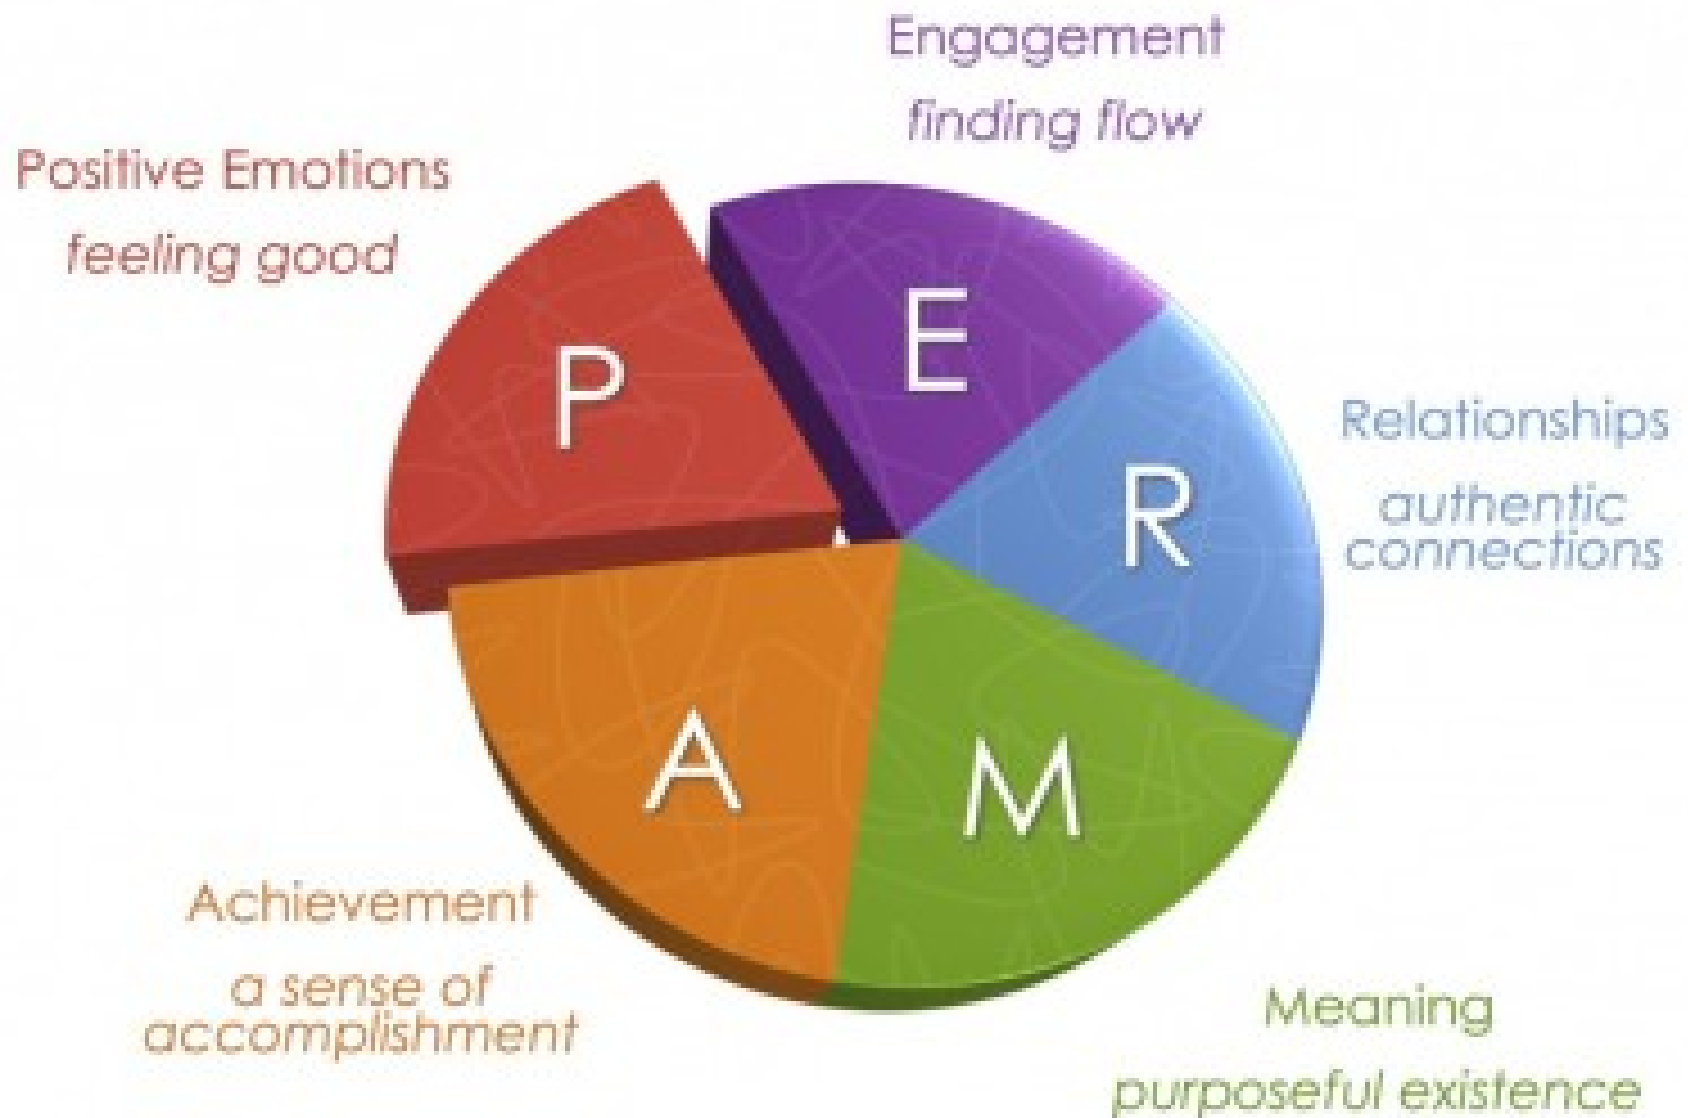 Positive Emotions
feeling good
Engagement
finding flow
Relationships
authentic
connections
Meaning
purposeful existence
Achievement
a sense of
accomplishment
P
E
R
M
A